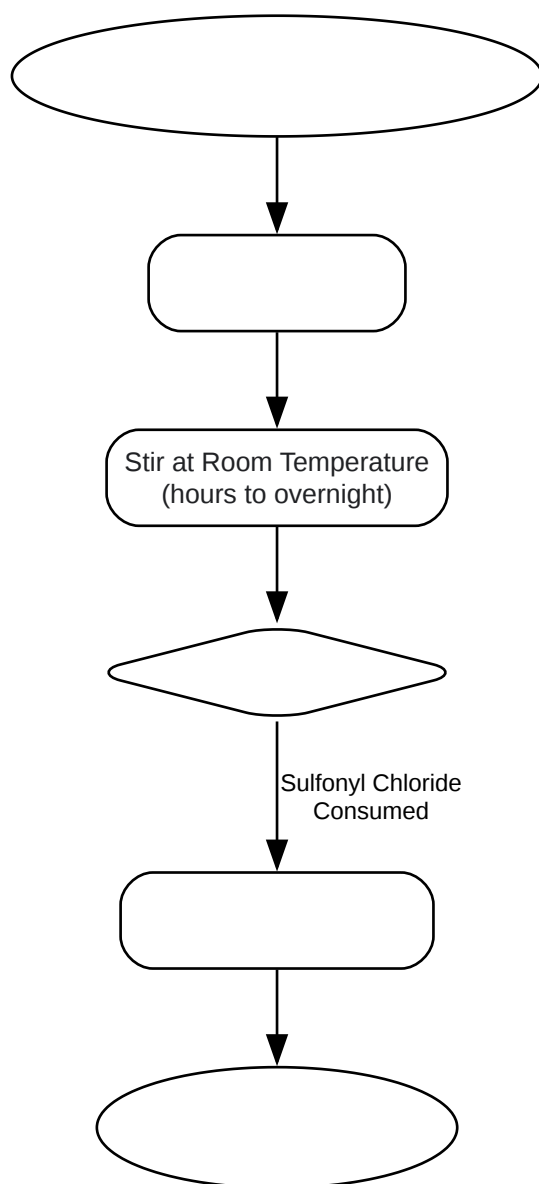 Stir at Room Temperature
(hours to overnight)
Sulfonyl Chloride
Consumed